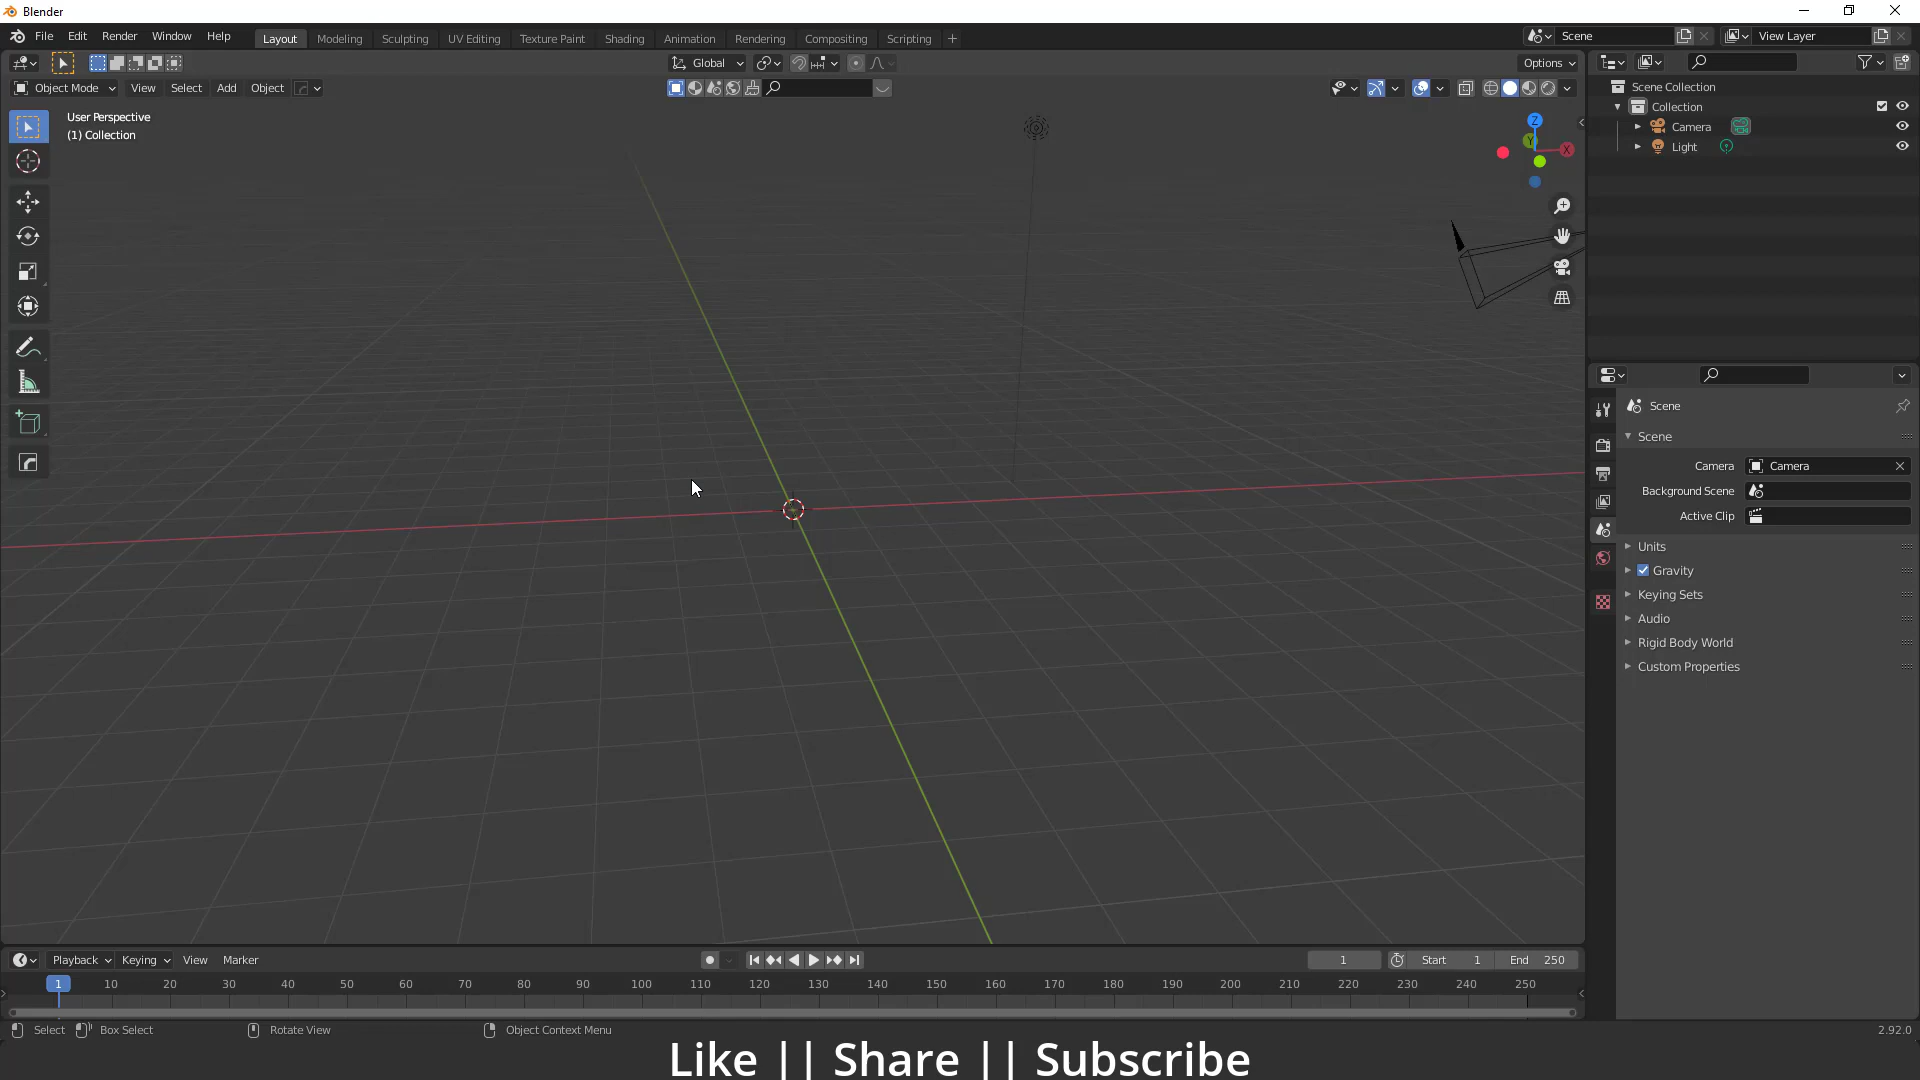 Blender
File Edit Render Window Help
Layout Modeling Sculpting UV Editing Texture Paint Shading Animation Rendering Compositing Scripting +
Scene
View Layer
Global
Options
Object Mode View Select Add Object
User Perspective
(1) Collection
Z
Y
X
Scene Collection
Collection
Camera
Light
Scene
Scene
Camera Camera
Background Scene
Active Clip
Units
Gravity
Keying Sets
Audio
Rigid Body World
Custom Properties
Playback Keying View Marker
1
Start 1
End 250
1 10 20 30 40 50 60 70 80 90 100 110 120 130 140 150 160 170 180 190 200 210 220 230 240 250
Select Box Select Rotate View Object Context Menu
2.92.0
Like || Share || Subscribe